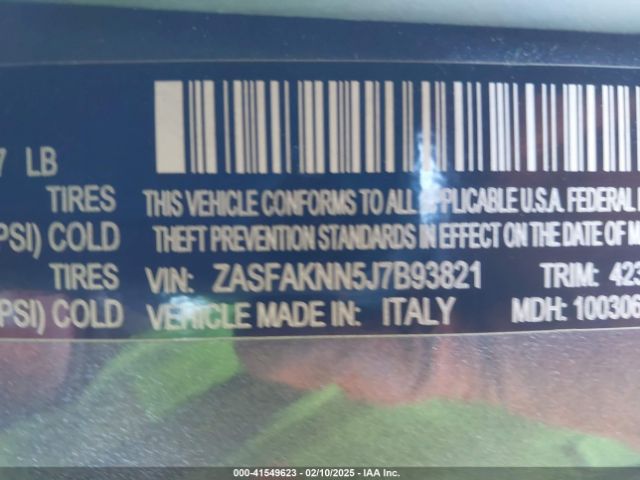 7 LB
TIRES THIS VEHICLE CONFORMS TO ALL APPLICABLE U.S.A. FEDERAL
PSI) COLD THEFT PREVENTION STANDARDS IN EFFECT ON THE DATE OF M
TIRES VIN: ZASFAKNN5J7B93821 TRIM: 423
PSI) COLD VEHICLE MADE IN: ITALY MDH: 100306
000-41549623 - 02/10/2025 - IAA Inc.